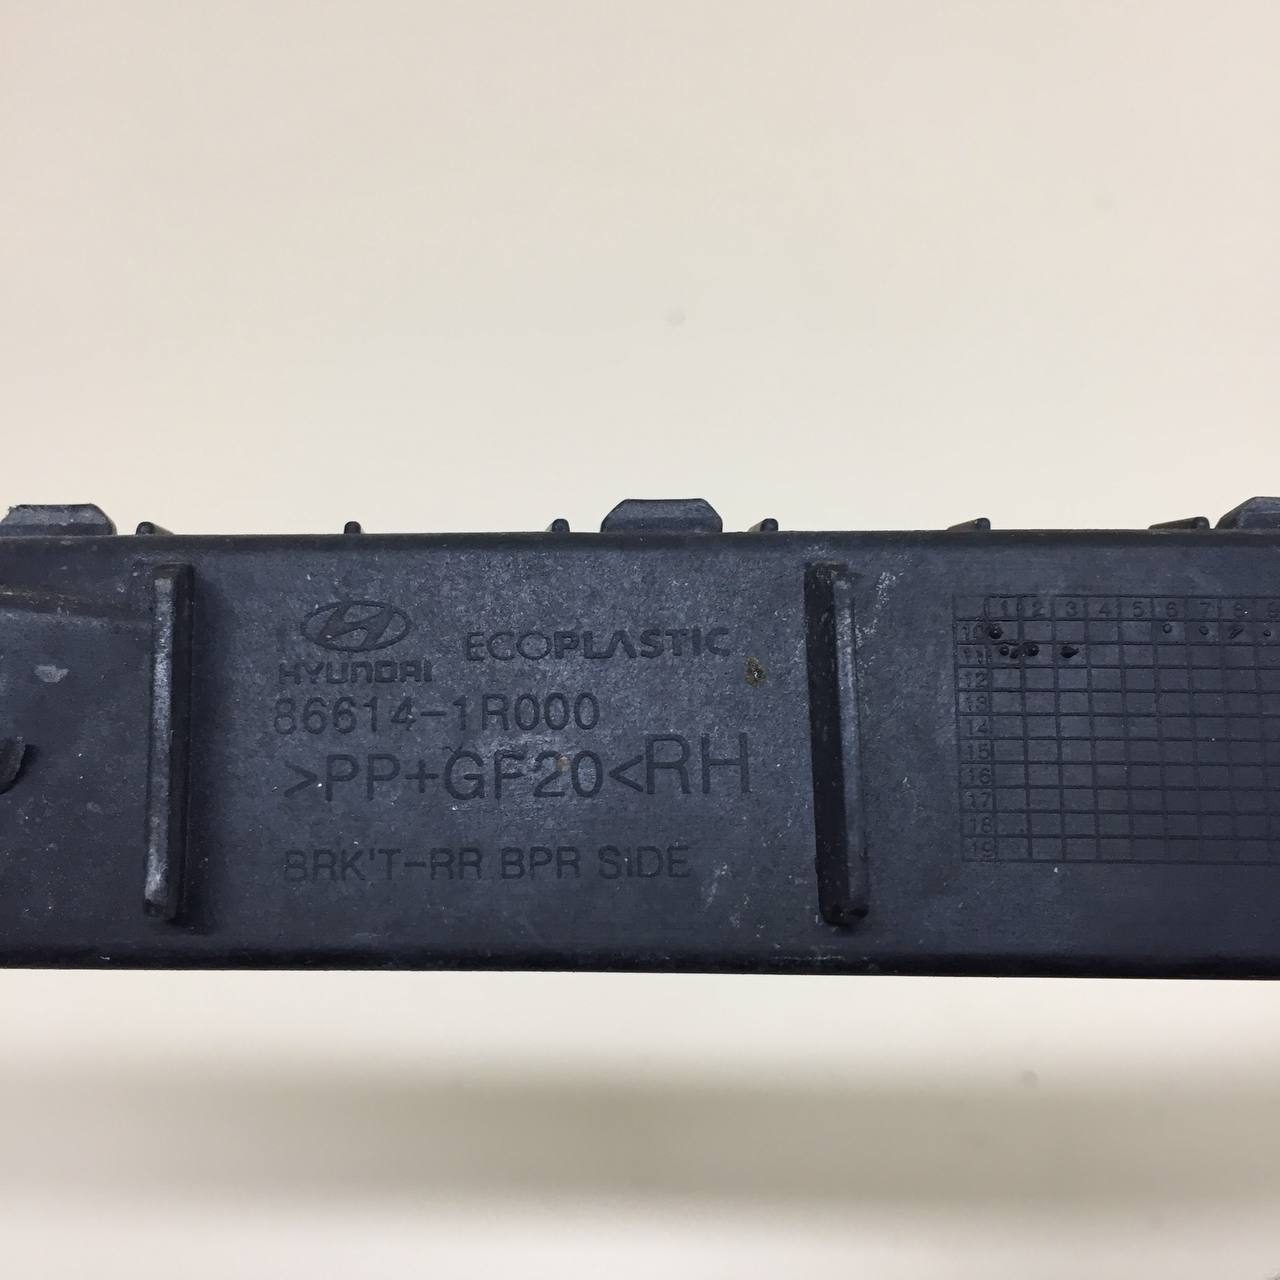 HYUNDAI
ECOPLASTIC
86614-1R000
>PP+GF20<RH
BRK'T-RR BPR SIDE
1 2 3 4 5 6 7 8 9
10
11
12
13
14
15
16
17
18
19